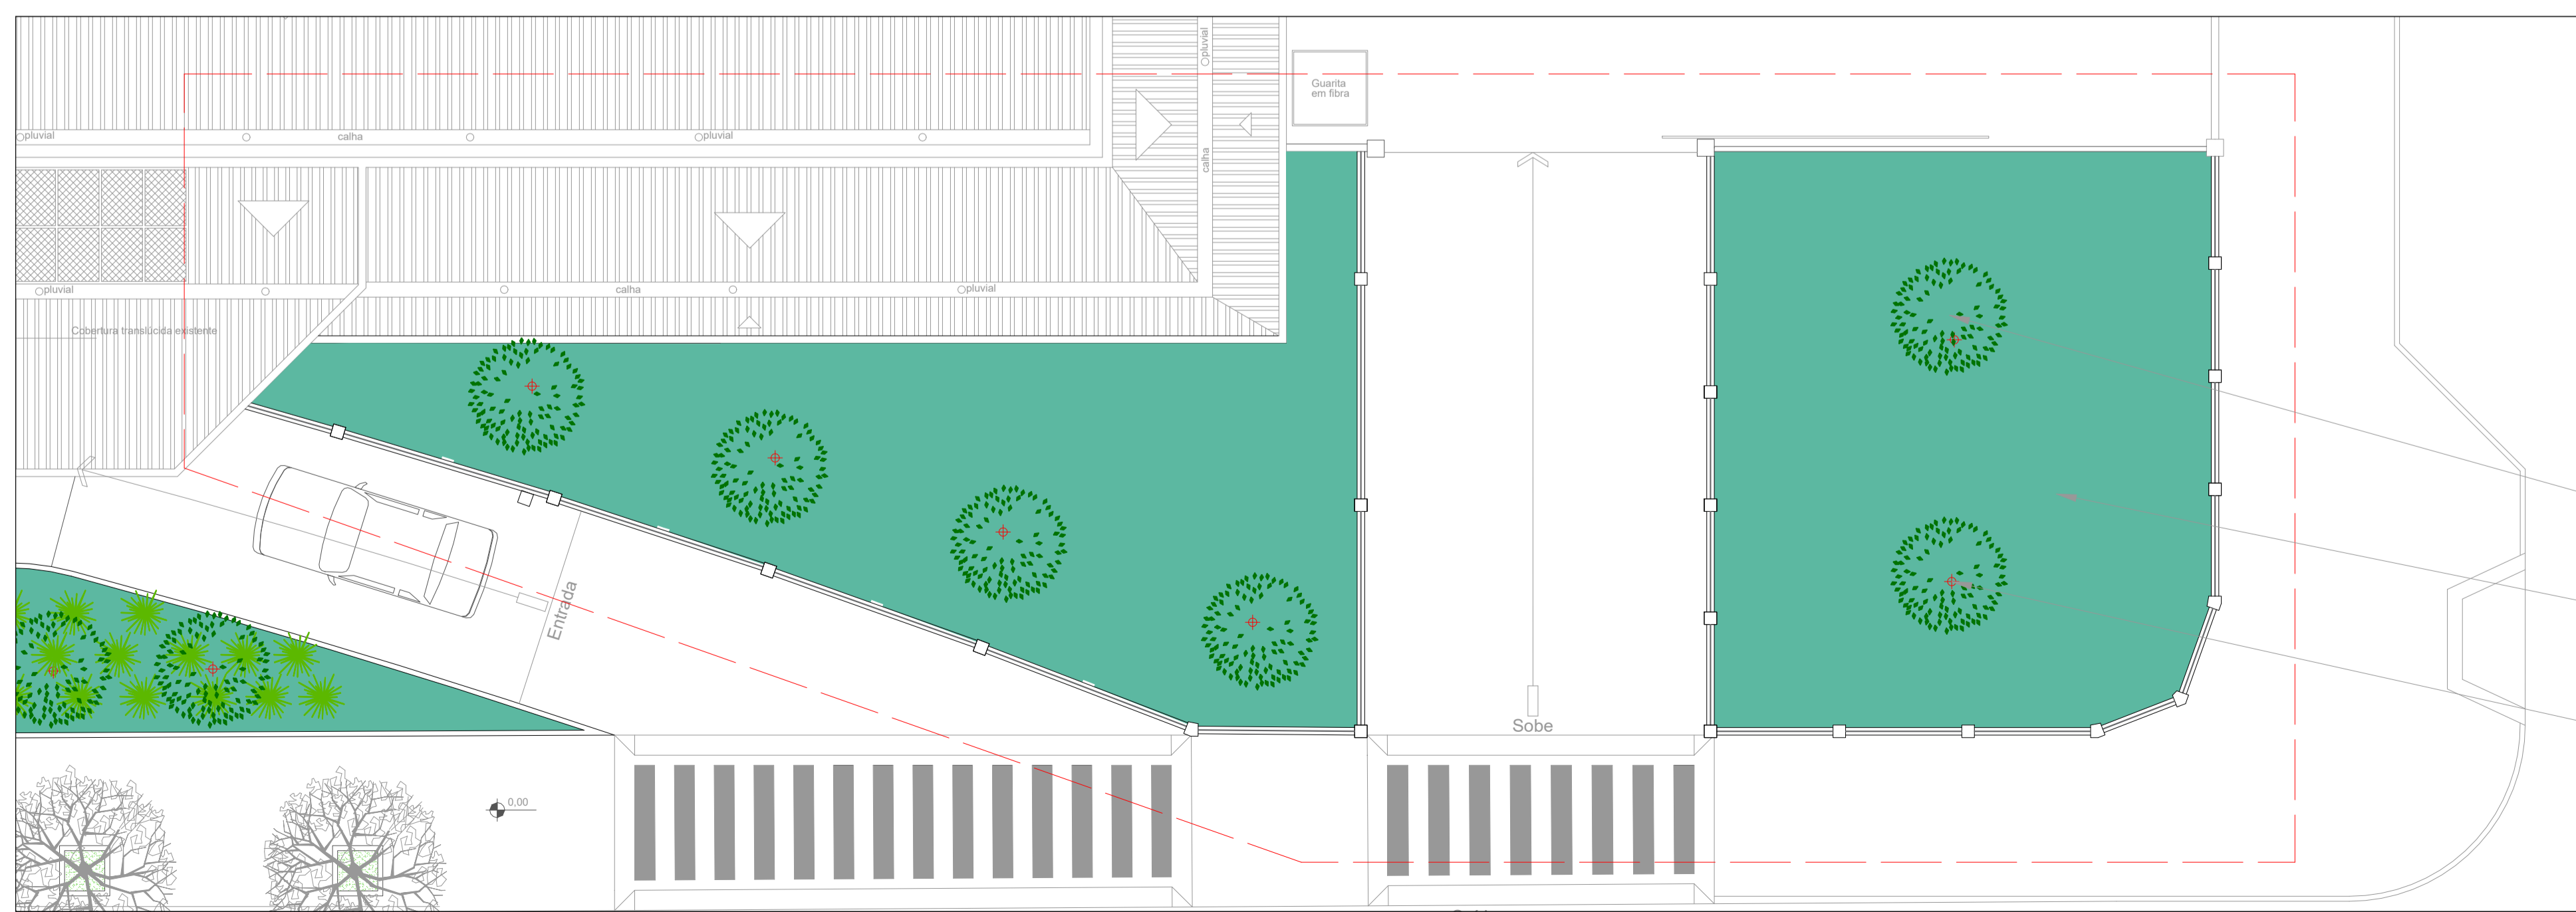 pluvial
Guarita
em fibra
pluvial
calha
pluvial
calha
pluvial
calha
pluvial
Cobertura translúcida existente
Entrada
Sobe
0,00